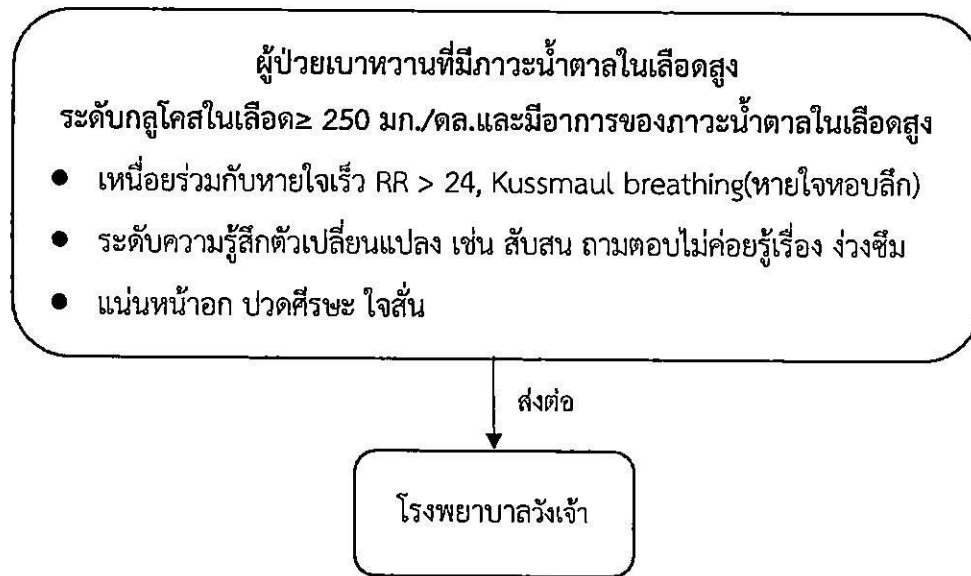 ผู้ป่วยเบาหวานที่มีภาวะน้ำตาลในเลือดสูง
ระดับกลูโคสในเลือด≥ 250 มก./ดล.และมีอาการของภาวะน้ำตาลในเลือดสูง
● เหนื่อยร่วมกับหายใจเร็ว RR > 24, Kussmaul breathing(หายใจหอบลึก)
● ระดับความรู้สึกตัวเปลี่ยนแปลง เช่น สับสน ถามตอบไม่ค่อยรู้เรื่อง ง่วงซึม
● แน่นหน้าอก ปวดศีรษะ ใจสั่น
ส่งต่อ
โรงพยาบาลวังเจ้า